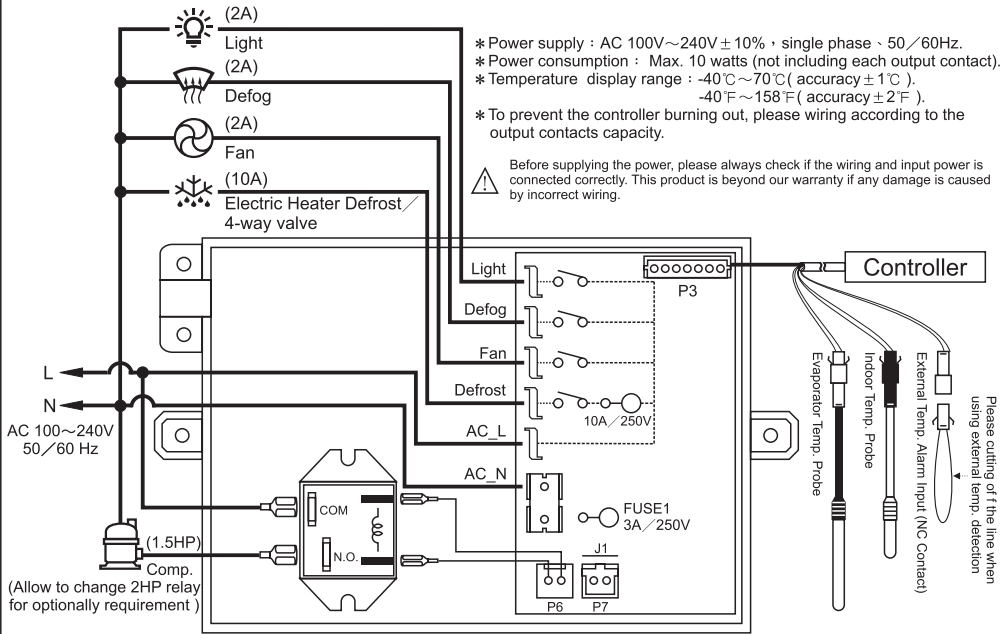 (2A)
Light
(2A)
Defog
(2A)
Fan
(10A)
Electric Heater Defrost／
4-way valve
＊Power supply：AC 100V～240V±10%，single phase、50／60Hz.
＊Power consumption： Max. 10 watts (not including each output contact).
＊Temperature display range：-40℃～70℃( accuracy±1℃ ).
-40℉～158℉( accuracy±2℉ ).
＊To prevent the controller burning out, please wiring according to the
output contacts capacity.
!
Before supplying the power, please always check if the wiring and input power is
connected correctly. This product is beyond our warranty if any damage is caused
by incorrect wiring.
Light
Defog
Fan
Defrost
AC_L
AC_N
10A／250V
FUSE1
3A／250V
P3
Controller
J1
P6
P7
L
N
AC 100～240V
50／60 Hz
COM
N.O.
(1.5HP)
Comp.
(Allow to change 2HP relay
for optionally requirement )
Evaporator Temp. Probe
Indoor Temp. Probe
External Temp. Alarm Input (NC Contact)
Please cutting of f the line when
using external temp. detection